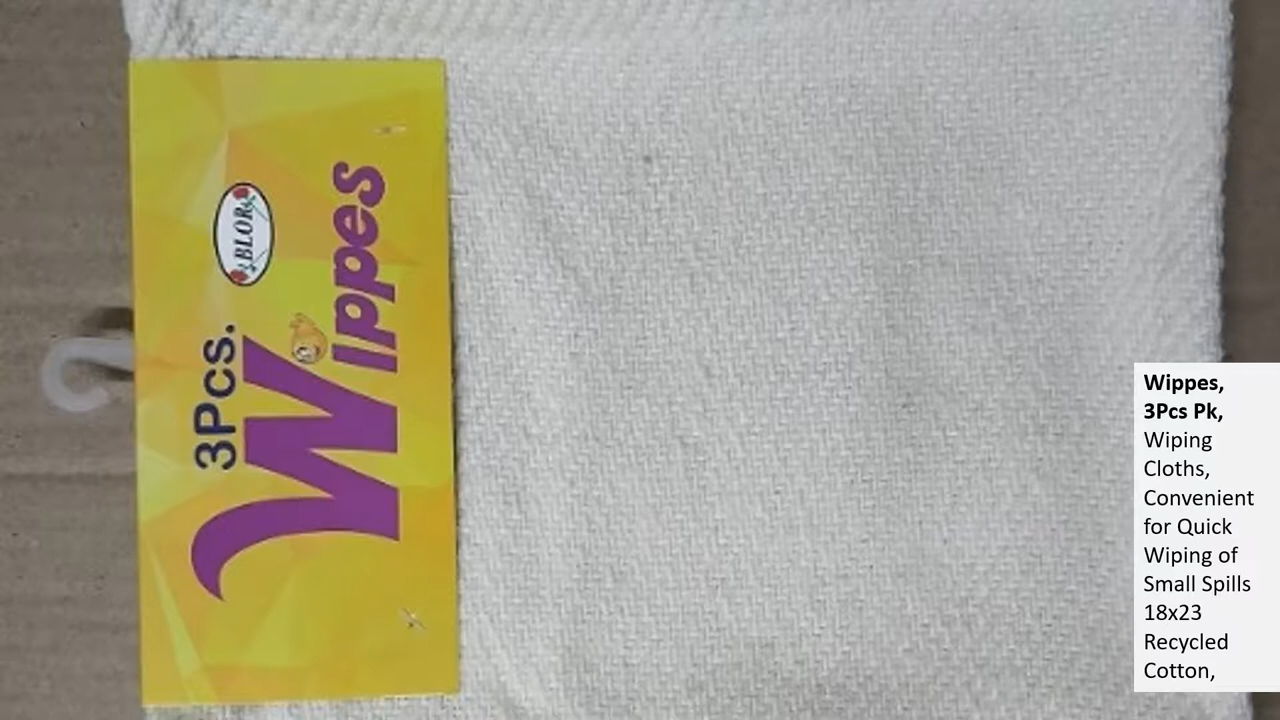 3Pcs.
BLOR
Wippes
Wippes,
3Pcs Pk,
Wiping
Cloths,
Convenient
for Quick
Wiping of
Small Spills
18x23
Recycled
Cotton,